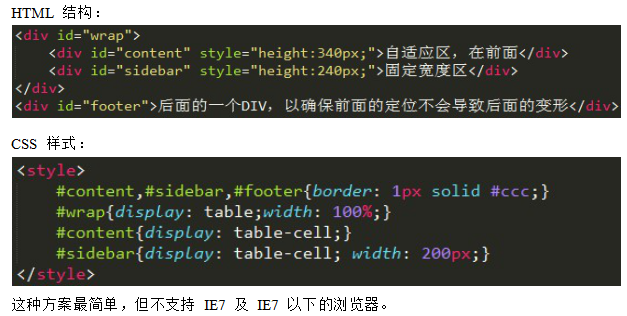 HTML 结构：
<div id="wrap">
    <div id="content" style="height:340px;">自适应区，在前面</div>
    <div id="sidebar" style="height:240px;">固定宽度区</div>
</div>
<div id="footer">后面的一个DIV，以确保前面的定位不会导致后面的变形</div>
CSS 样式：
<style>
    #content,#sidebar,#footer{border: 1px solid #ccc;}
    #wrap{display: table;width: 100%;}
    #content{display: table-cell;}
    #sidebar{display: table-cell; width: 200px;}
</style>
这种方案最简单，但不支持 IE7 及 IE7 以下的浏览器。